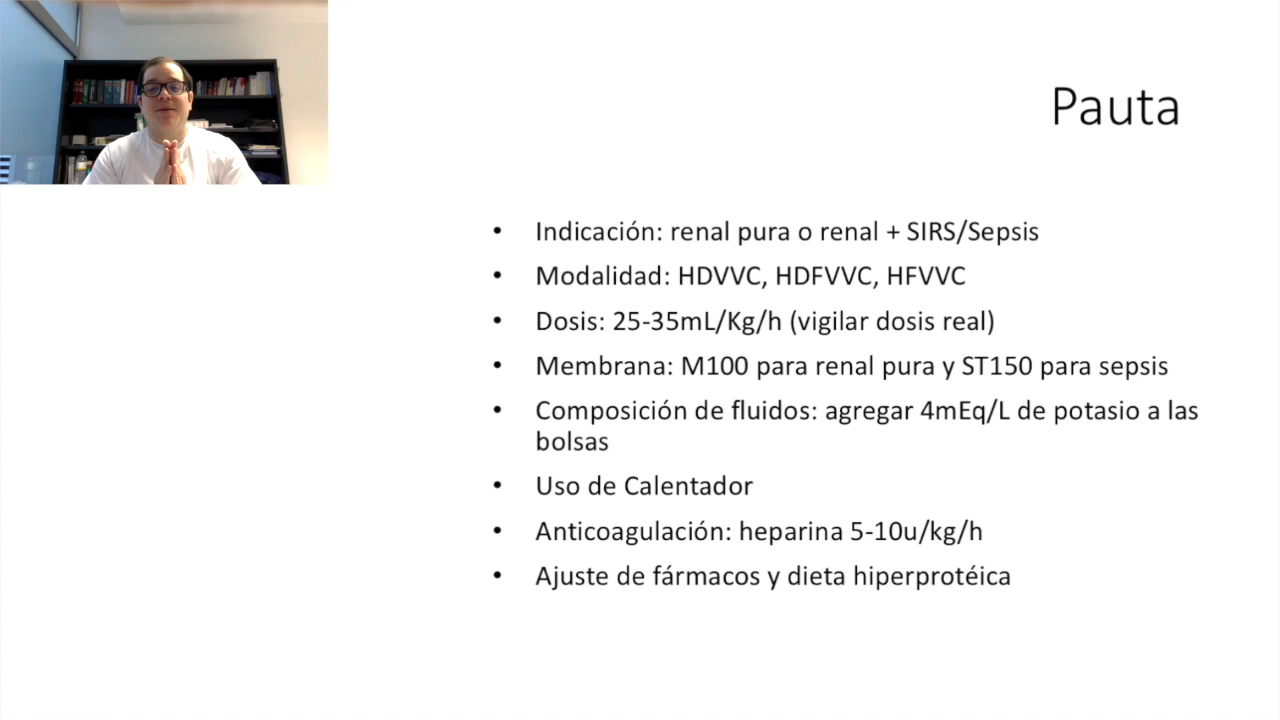 Pauta
• Indicación: renal pura o renal + SIRS/Sepsis
• Modalidad: HDVVC, HDFVVC, HFVVC
• Dosis: 25-35mL/Kg/h (vigilar dosis real)
• Membrana: M100 para renal pura y ST150 para sepsis
• Composición de fluidos: agregar 4mEq/L de potasio a las
bolsas
• Uso de Calentador
• Anticoagulación: heparina 5-10u/kg/h
• Ajuste de fármacos y dieta hiperprotéica